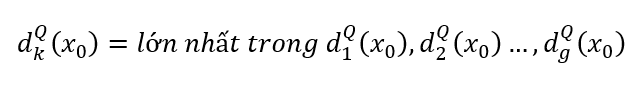 $d_k^Q(x_0) = lớn nhất trong d_1^Q(x_0), d_2^Q(x_0) ..., d_g^Q(x_0)$